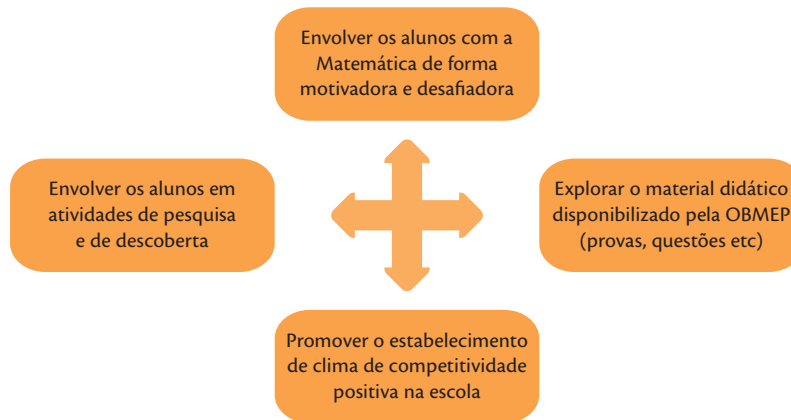 Envolver os alunos com a
Matemática de forma
motivadora e desafiadora
Envolver os alunos em
atividades de pesquisa
e de descoberta
Explorar o material didático
disponibilizado pela OBMEP
(provas, questões etc)
Promover o estabelecimento
de clima de competitividade
positiva na escola